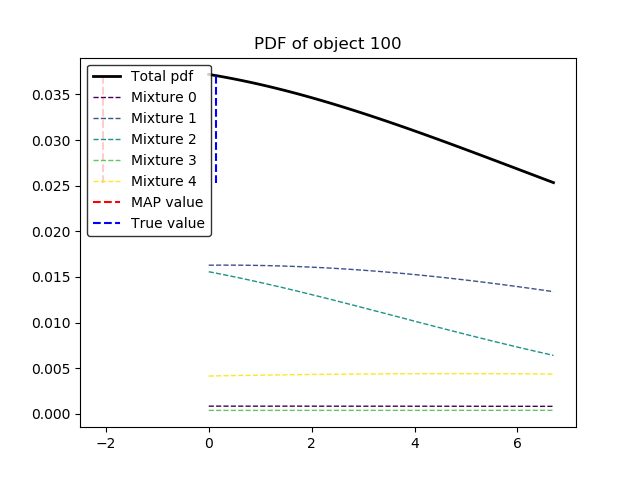 PDF of object 100
Total pdf
Mixture 0
Mixture 1
Mixture 2
Mixture 3
Mixture 4
MAP value
True value
0.035
0.030
0.025
0.020
0.015
0.010
0.005
0.000
−2 0 2 4 6